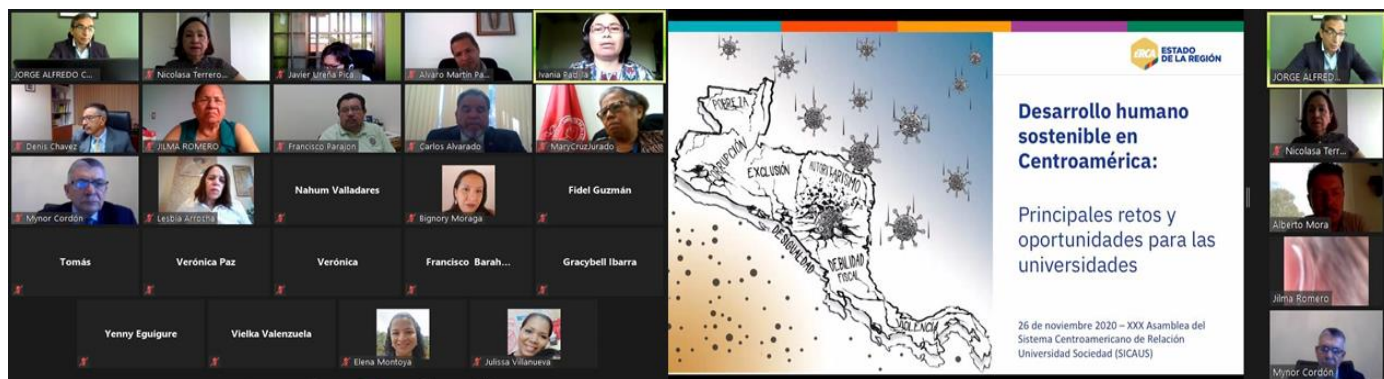 JORGE ALFREDO C...
Nicolasa Terrero...
Javier Ureña Pica...
Alvaro Martín Pa...
Ivania Padilla
Denis Chavez
JILMA ROMERO
Francisco Parajon
Carlos Alvarado
MaryCruzJurado
Mynor Cordón
Lesbia Arrocha
Nahum Valladares
Bignory Moraga
Fidel Guzmán
Tomás
Verónica Paz
Verónica
Francisco Barah...
Gracybell Ibarra
Yenny Eguigure
Vielka Valenzuela
Elena Montoya
Julissa Villanueva
POBREZA
CORRUPCIÓN
EXCLUSIÓN
AUTORITARISMO
DESIGUALDAD
DEBILIDAD
FISCAL
VIOLENCIA
ERCA
ESTADO
DE LA REGIÓN
Desarrollo humano
sostenible en
Centroamérica:
Principales retos y
oportunidades para las
universidades
26 de noviembre 2020 – XXX Asamblea del
Sistema Centroamericano de Relación
Universidad Sociedad (SICAUS)
JORGE ALFRED...
Nicolasa Terr...
Alberto Mora
Jilma Romero
Mynor Cordón